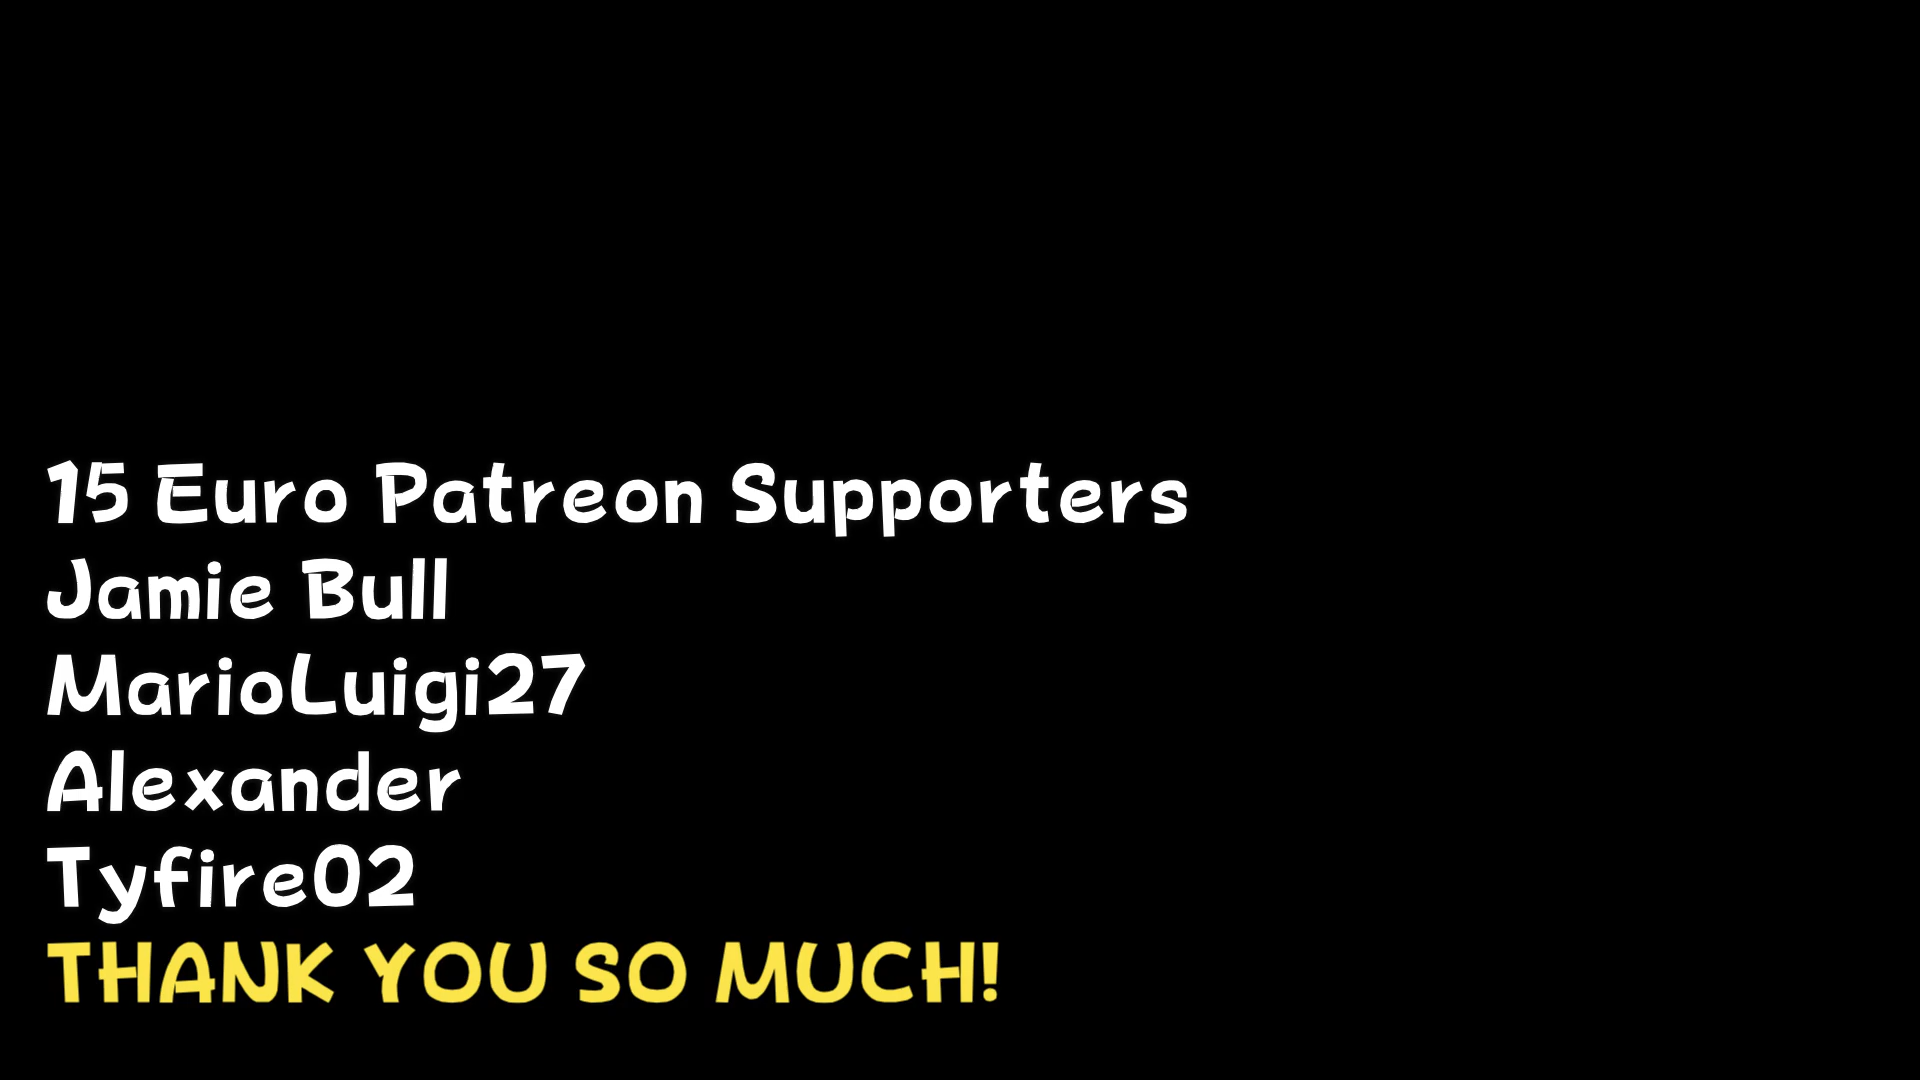 15 Euro Patreon Supporters
Jamie Bull
MarioLuigi27
Alexander
Tyfire02
THANK YOU SO MUCH!